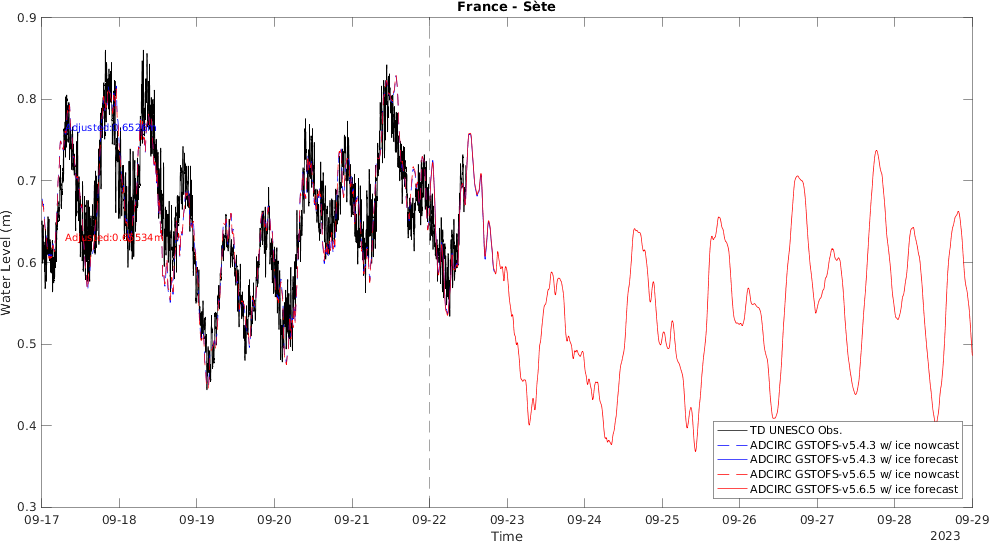 France - Sète
0.9
0.8
0.7
0.6
0.5
0.4
0.3
Water Level (m)
09-17 09-18 09-19 09-20 09-21 09-22 09-23 09-24 09-25 09-26 09-27 09-28 09-29
Time
2023
TD UNESCO Obs.
ADCIRC GSTOFS-v5.4.3 w/ ice nowcast
ADCIRC GSTOFS-v5.4.3 w/ ice forecast
ADCIRC GSTOFS-v5.6.5 w/ ice nowcast
ADCIRC GSTOFS-v5.6.5 w/ ice forecast